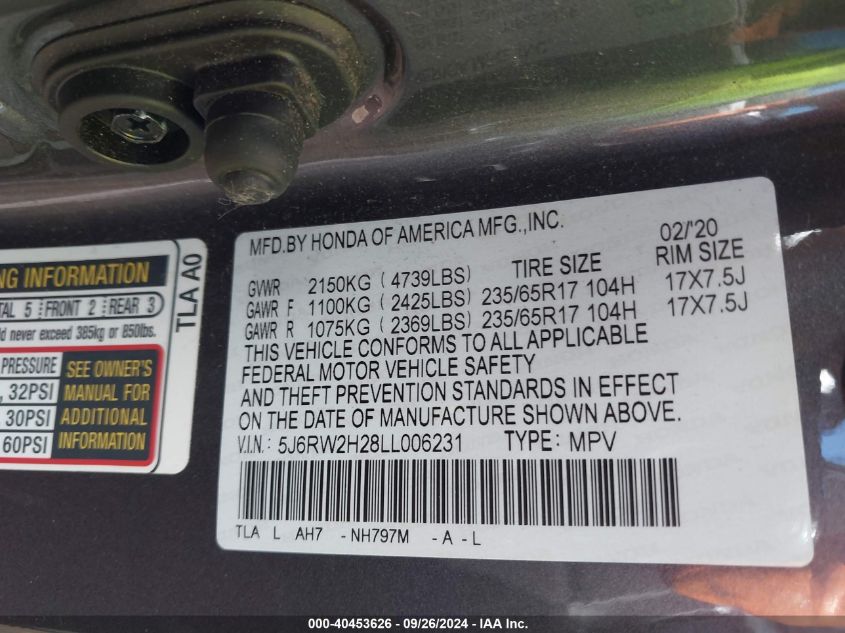 MFD.BY HONDA OF AMERICA MFG.,INC. 02/'20
TIRE SIZE RIM SIZE
GVWR 2150KG (4739LBS)
GAWR F 1100KG (2425LBS) 235/65R17 104H 17X7.5J
GAWR R 1075KG (2369LBS) 235/65R17 104H 17X7.5J
THIS VEHICLE CONFORMS TO ALL APPLICABLE
FEDERAL MOTOR VEHICLE SAFETY
AND THEFT PREVENTION STANDARDS IN EFFECT
ON THE DATE OF MANUFACTURE SHOWN ABOVE.
V.I.N.: 5J6RW2H28LL006231 TYPE: MPV
TLA L AH7 -NH797M -A-L
INFORMATION
TAL 5 FRONT 2 REAR 3
never exceed 385kg or 850lbs.
PRESSURE
, 32PSI
30PSI
60PSI
SEE OWNER'S
MANUAL FOR
ADDITIONAL
INFORMATION
TLA A0
000-40453626 - 09/26/2024 - IAA Inc.